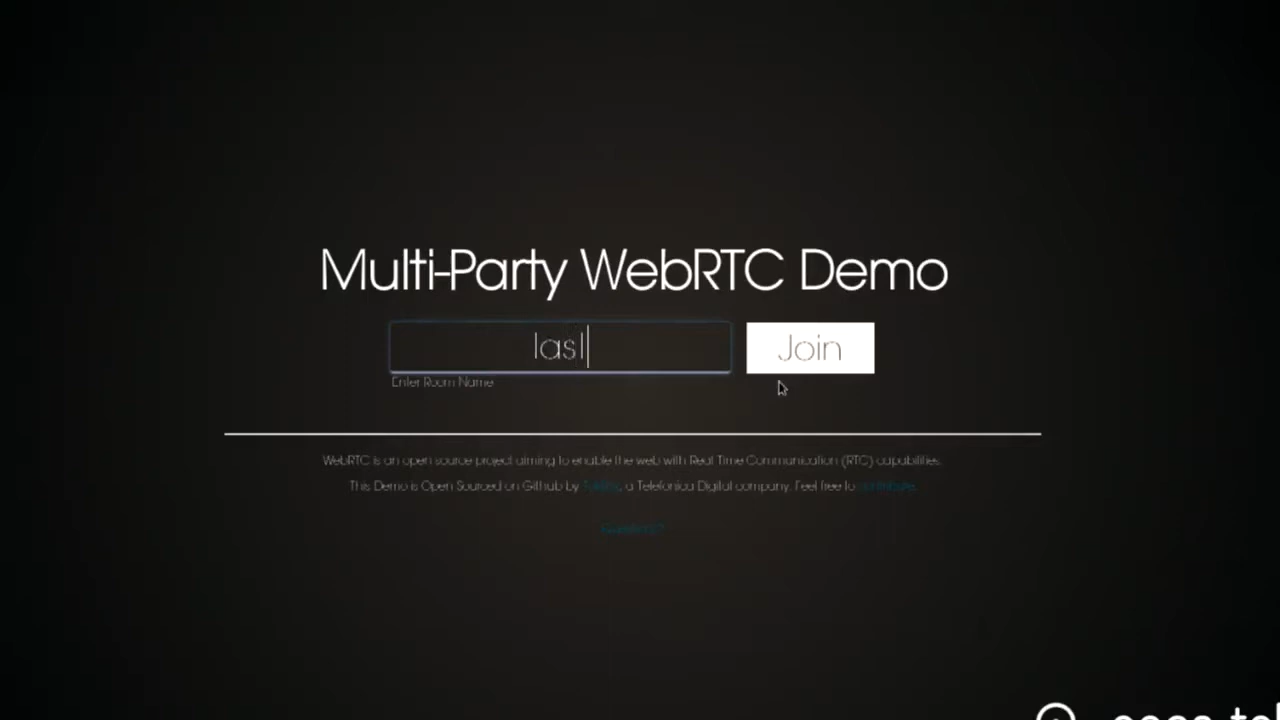 Multi-Party WebRTC Demo
lasl
Join
Enter Room Name
WebRTC is an open source project aiming to enable the web with Real Time Communication (RTC) capabilities.
This Demo is Open Sourced on Github by a Telefonica Digital company. Feel free to contribute.
Questions?